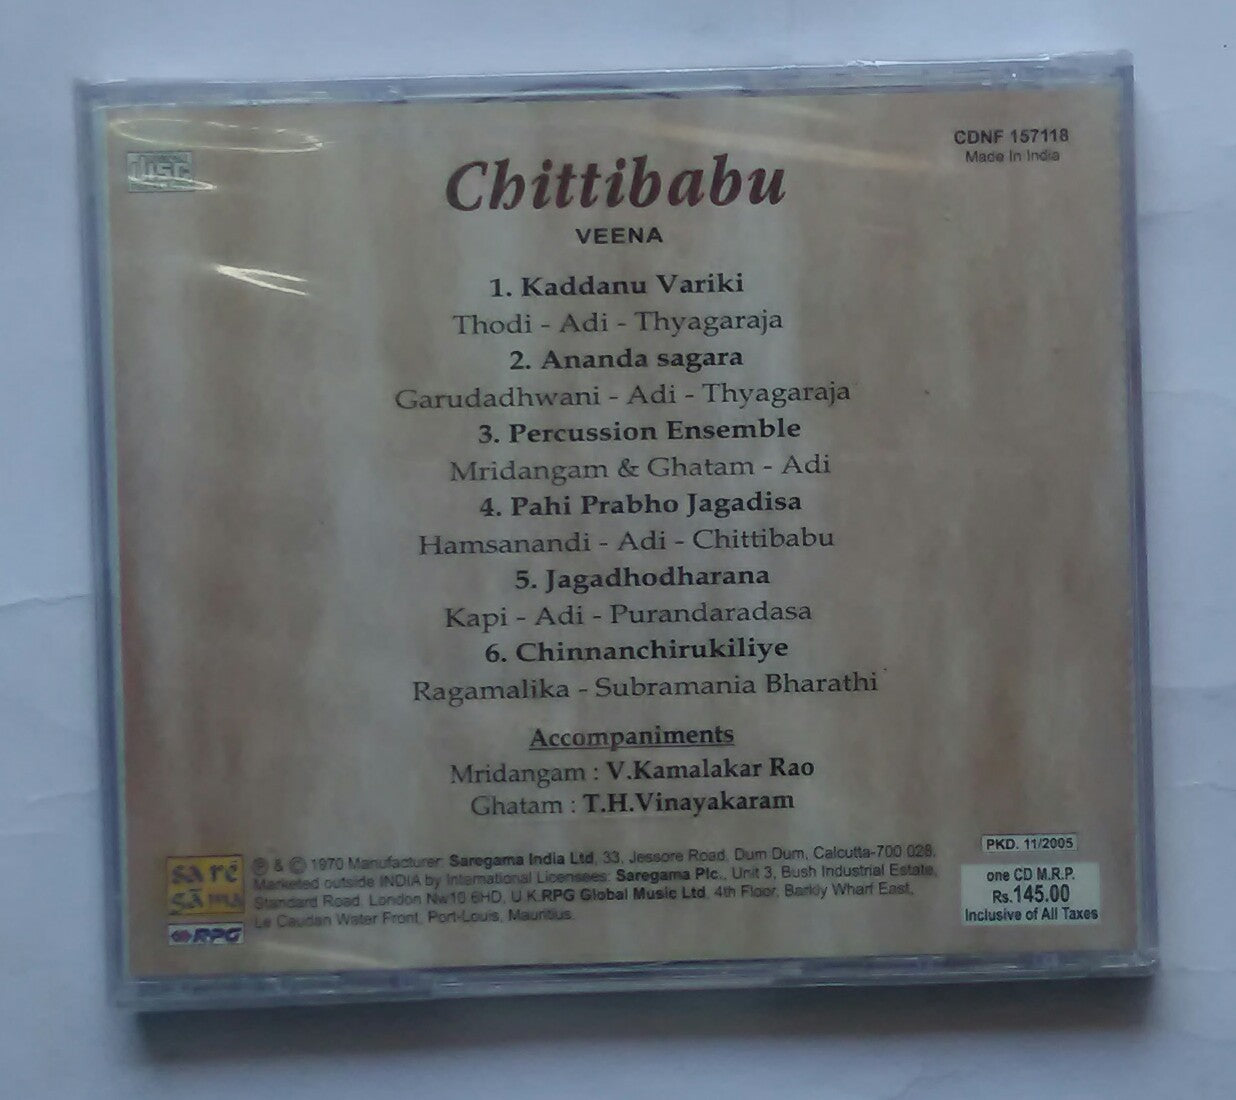 CDNF 157118
Made In India
disc
Chittibabu
VEENA
1. Kaddanu Variki
Thodi - Adi - Thyagaraja
2. Ananda sagara
Garudadhwani - Adi - Thyagaraja
3. Percussion Ensemble
Mridangam & Ghatam - Adi
4. Pahi Prabho Jagadisa
Hamsanandi - Adi - Chittibabu
5. Jagadhodharana
Kapi - Adi - Purandaradasa
6. Chinnanchirukiliye
Ragamalika - Subramania Bharathi
Accompaniments
Mridangam : V.Kamalakar Rao
Ghatam : T.H.Vinayakaram
sa rē
gā ma
RPG
℗ & © 1970 Manufacturer: Saregama India Ltd, 33, Jessore Road, Dum Dum, Calcutta-700 028.
Marketed outside INDIA by International Licensees: Saregama Plc., Unit 3, Bush Industrial Estate,
Standard Road, London Nw10 6HD, U.K.RPG Global Music Ltd, 4th Floor, Barkly Wharf East,
Le Caudan Water Front, Port-Louis, Mauritius.
PKD. 11/2005
one CD M.R.P.
Rs.145.00
Inclusive of All Taxes